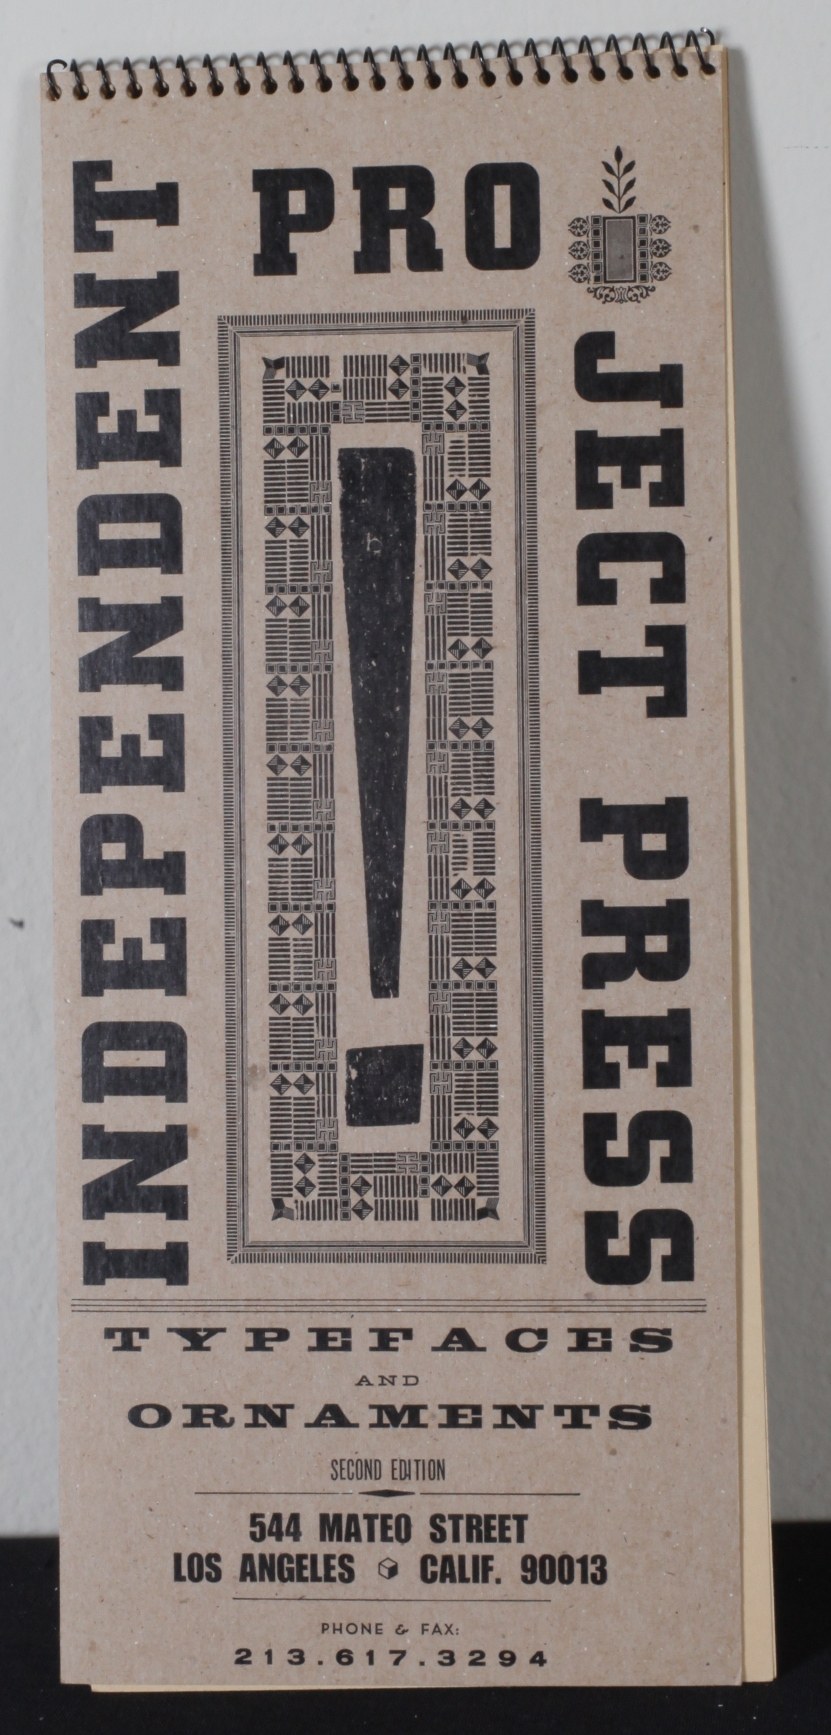 INDEPENDENT
PRO
JECT PRESS
!
TYPEFACES
AND
ORNAMENTS
SECOND EDITION
544 MATEO STREET
LOS ANGELES CALIF. 90013
PHONE & FAX:
213.617.3294